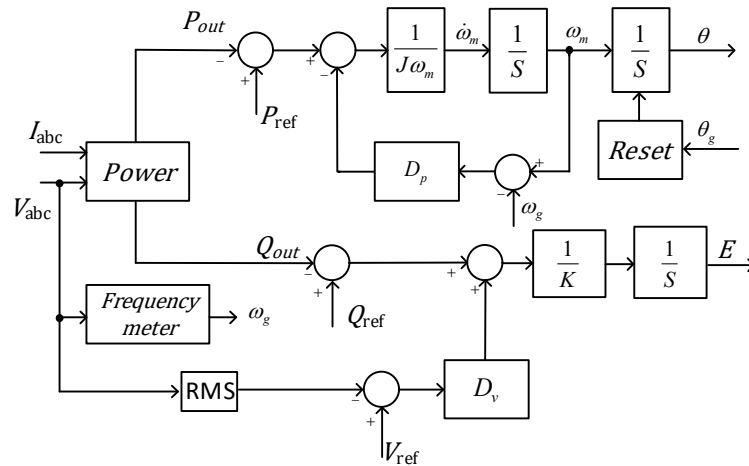 P_out
I_abc
V_abc
Power
−
+
P_ref
+
−
1
Jω_m
ω̇_m
1
S
ω_m
1
S
θ
Reset
θ_g
D_p
+
−
ω_g
Q_out
−
+
Q_ref
+
+
1
K
1
S
E
Frequency
meter
ω_g
RMS
−
+
V_ref
D_v